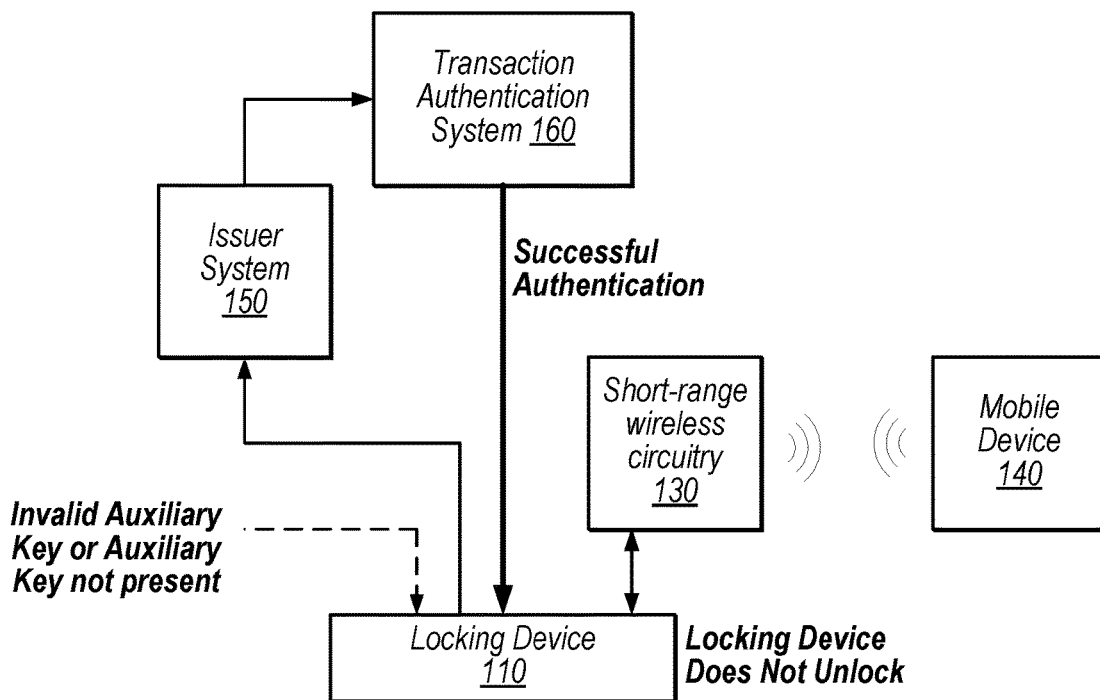 Transaction
Authentication
System 160
Issuer
System
150
Successful
Authentication
Short-range
wireless
circuitry
130
Mobile
Device
140
Invalid Auxiliary
Key or Auxiliary
Key not present
Locking Device
110
Locking Device
Does Not Unlock